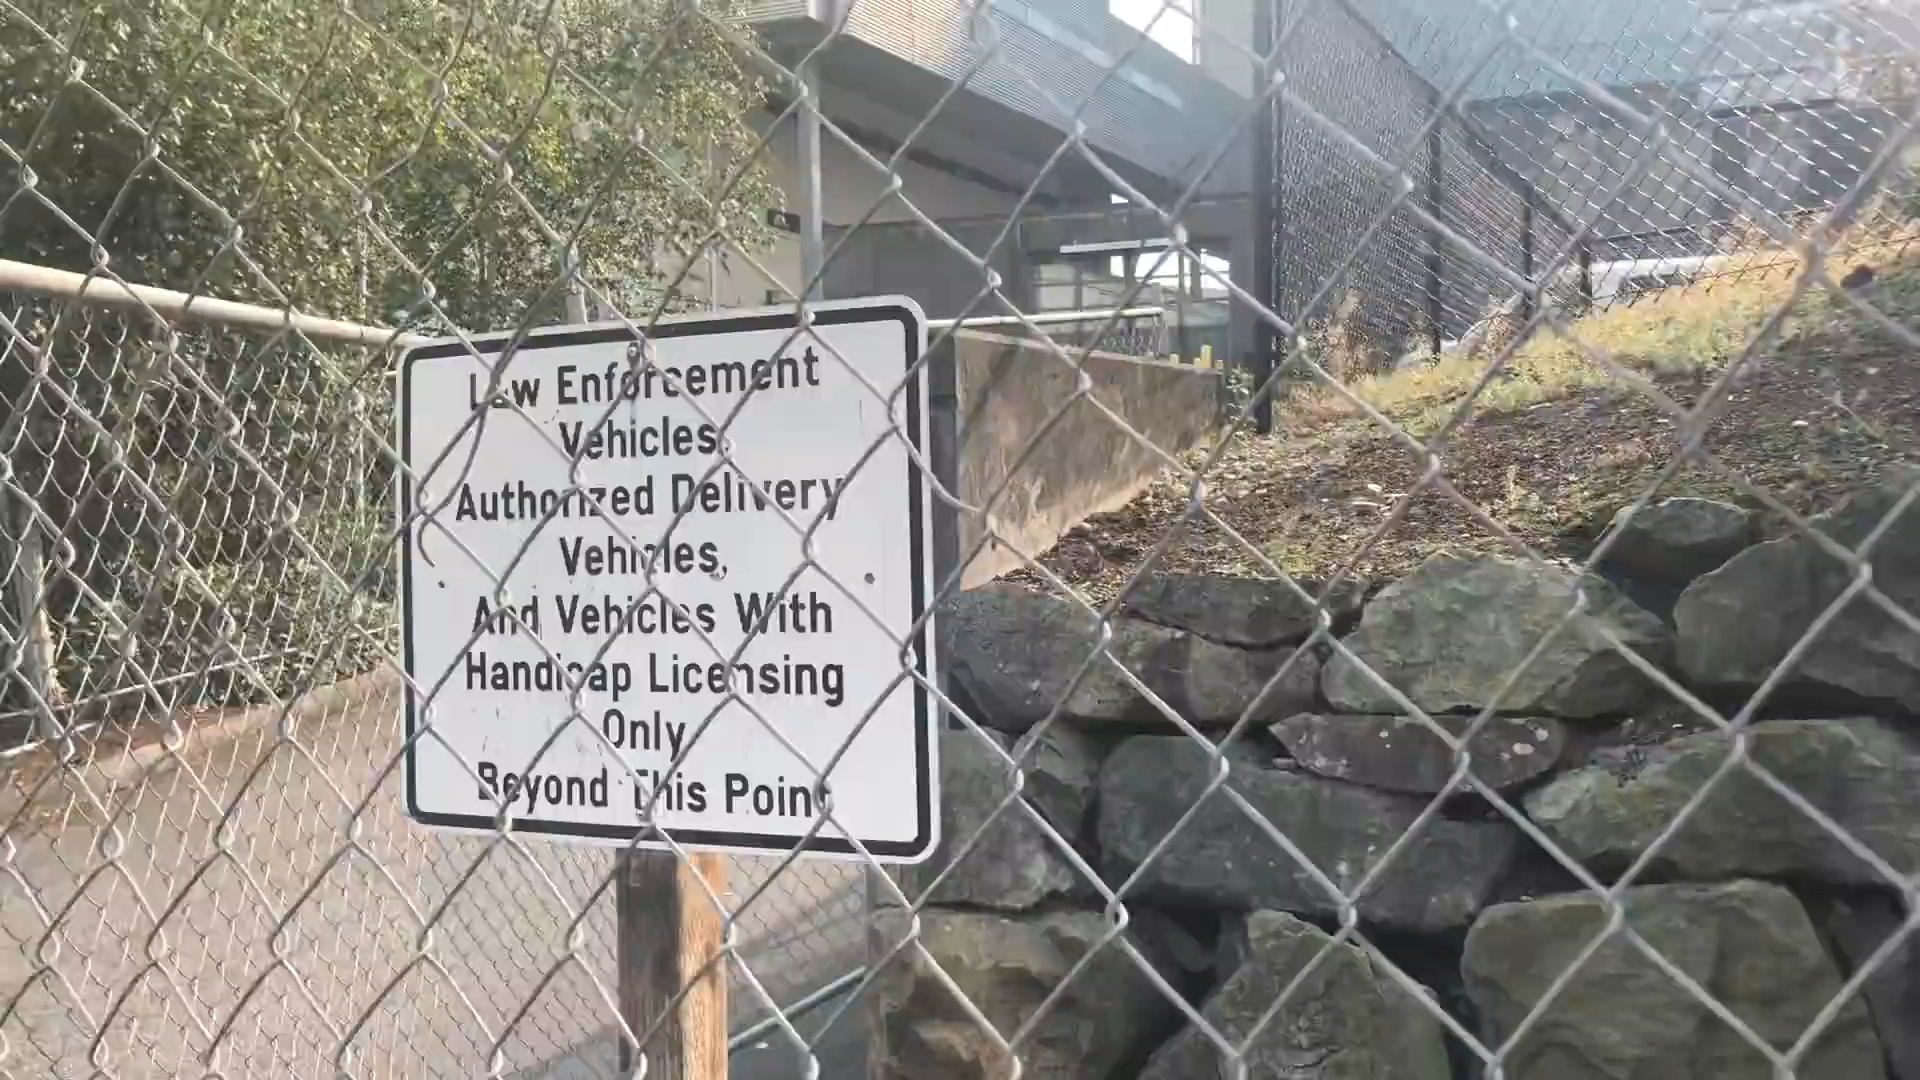 Law Enforcement
Vehicles,
Authorized Delivery
Vehicles,
And Vehicles With
Handicap Licensing
Only
Beyond This Point